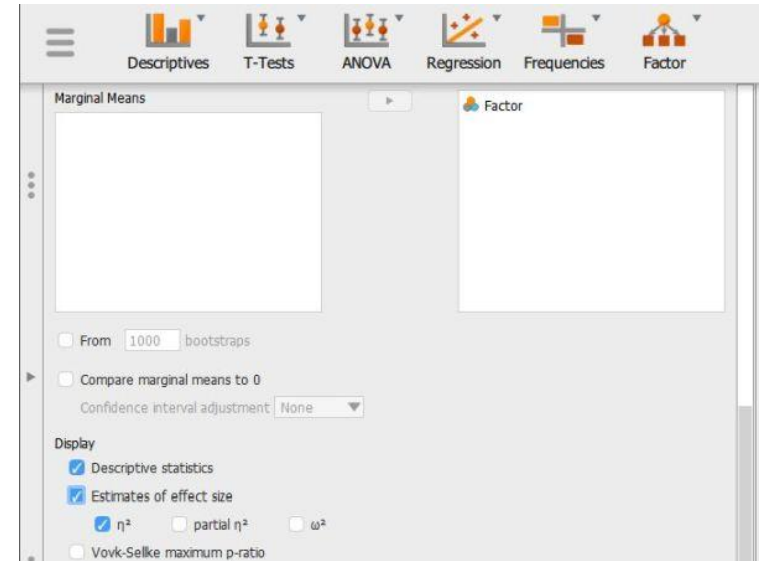 Descriptives T-Tests ANOVA Regression Frequencies Factor
Marginal Means
Factor
From 1000 bootstraps
Compare marginal means to 0
Confidence interval adjustment None
Display
Descriptive statistics
Estimates of effect size
η² partial η² ω²
Vovk-Sellke maximum p-ratio